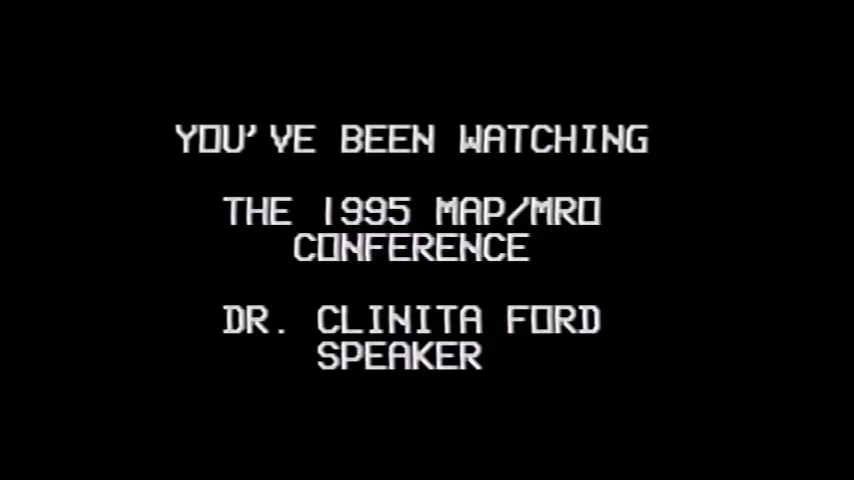 YOU'VE BEEN WATCHING
THE 1995 MAP/MRO
CONFERENCE
DR. CLINITA FORD
SPEAKER